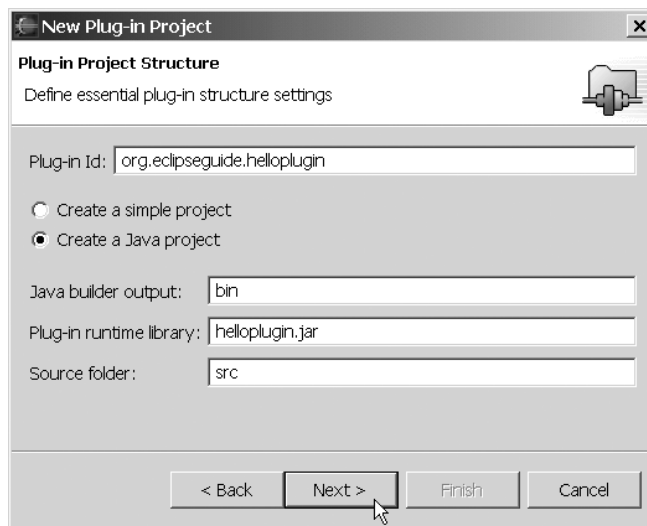 New Plug-in Project
Plug-in Project Structure
Define essential plug-in structure settings
Plug-in Id: org.eclipseguide.helloplugin
Create a simple project
Create a Java project
Java builder output: bin
Plug-in runtime library: helloplugin.jar
Source folder: src
< Back Next > Finish Cancel